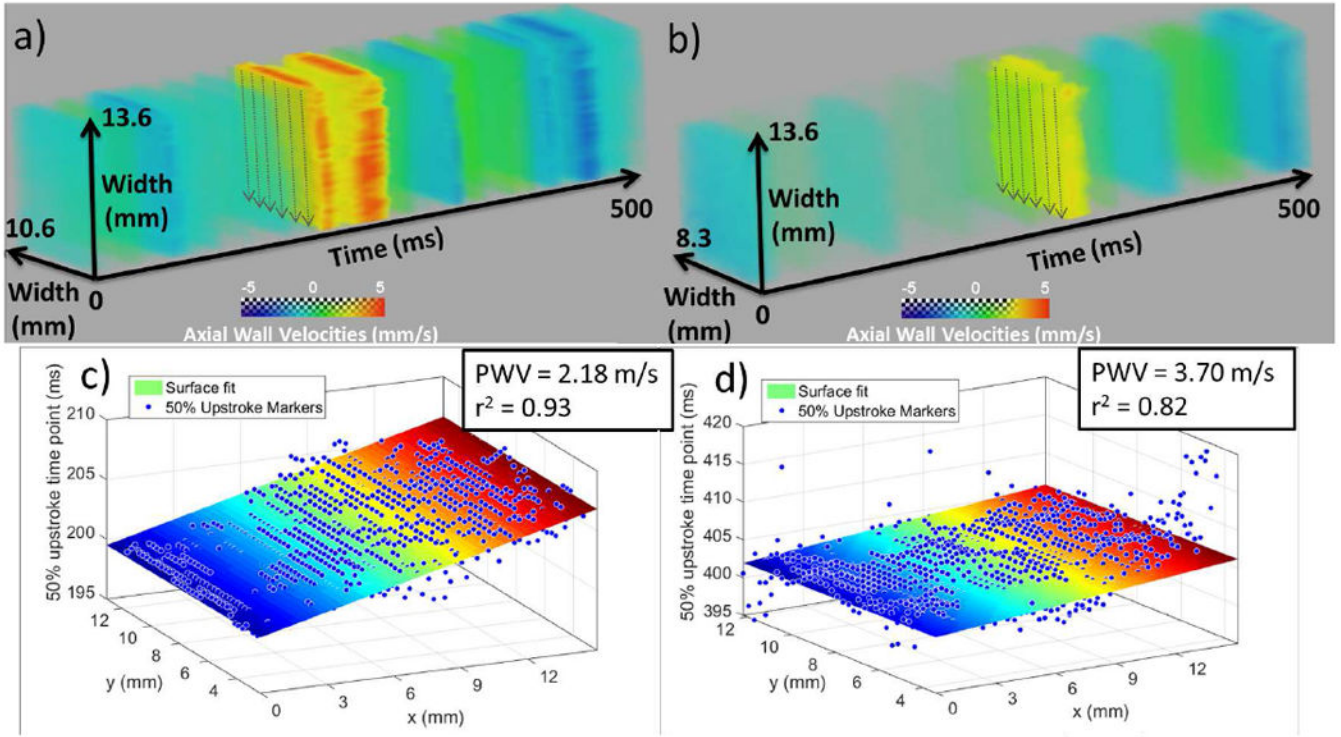 a)
13.6
Width
(mm)
10.6
Width
(mm)
0
Time (ms)
500
-5 0 5
Axial Wall Velocities (mm/s)
b)
13.6
Width
(mm)
8.3
Width
(mm)
0
Time (ms)
500
-5 0 5
Axial Wall Velocities (mm/s)
c)
Surface fit
50% Upstroke Markers
PWV = 2.18 m/s
r² = 0.93
50% upstroke time point (ms)
210
205
200
195
12
10
8
6
4
y (mm)
0
3
6
9
12
x (mm)
d)
Surface fit
50% Upstroke Markers
PWV = 3.70 m/s
r² = 0.82
50% upstroke time point (ms)
420
415
410
405
400
395
12
10
8
6
4
y (mm)
0
3
6
9
12
x (mm)